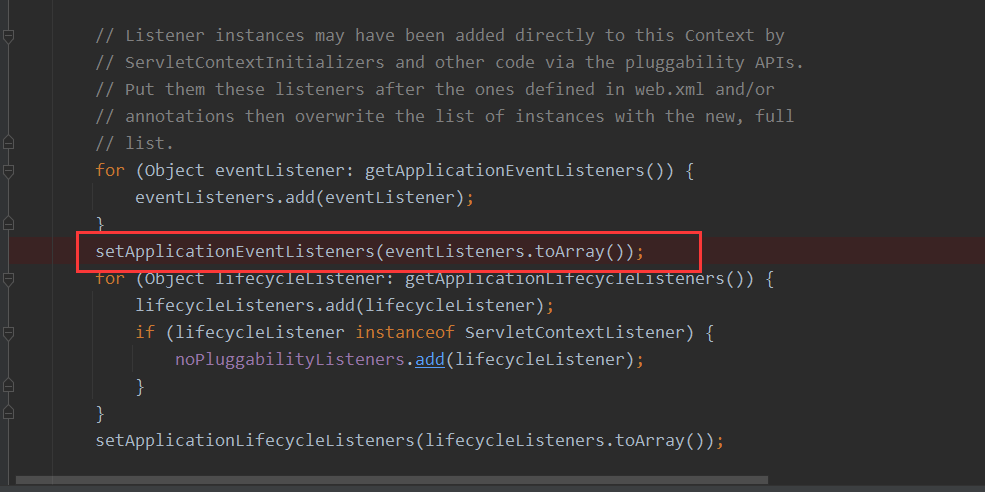 // Listener instances may have been added directly to this Context by
// ServletContextInitializers and other code via the pluggability APIs.
// Put them these listeners after the ones defined in web.xml and/or
// annotations then overwrite the list of instances with the new, full
// list.
for (Object eventListener: getApplicationEventListeners()) {
eventListeners.add(eventListener);
}
setApplicationEventListeners(eventListeners.toArray());
for (Object lifecycleListener: getApplicationLifecycleListeners()) {
lifecycleListeners.add(lifecycleListener);
if (lifecycleListener instanceof ServletContextListener) {
noPluggabilityListeners.add(lifecycleListener);
}
}
setApplicationLifecycleListeners(lifecycleListeners.toArray());